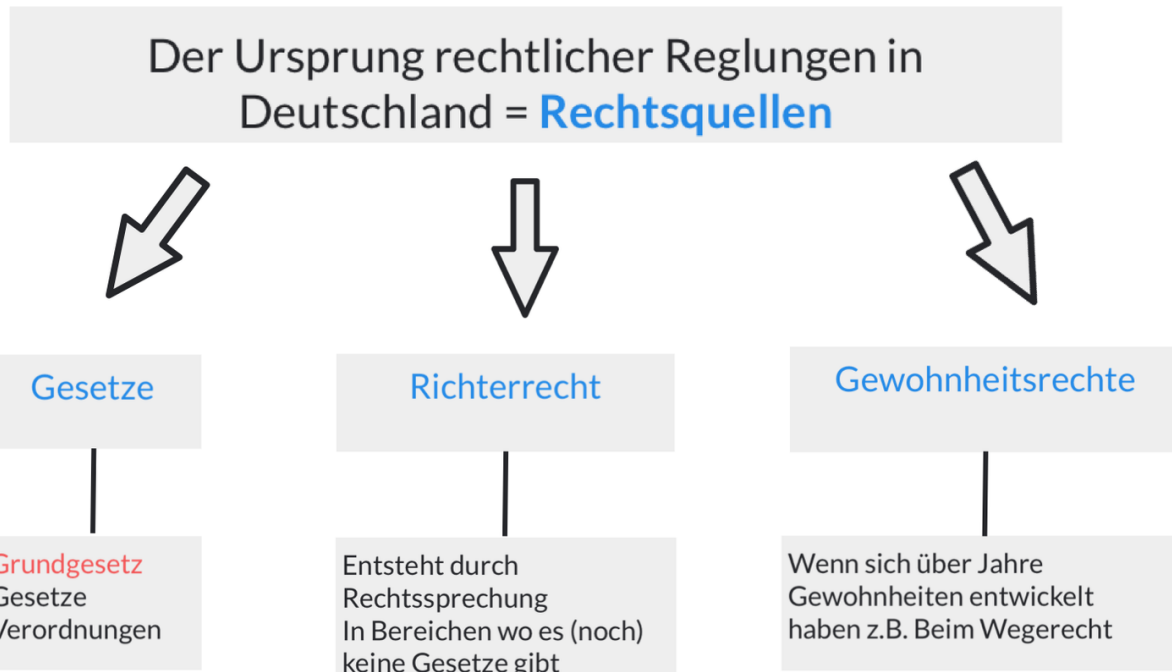 Der Ursprung rechtlicher Reglungen in
Deutschland = Rechtsquellen
Gesetze
Richterrecht
Gewohnheitsrechte
Grundgesetz
Gesetze
Verordnungen
Entsteht durch
Rechtssprechung
In Bereichen wo es (noch)
keine Gesetze gibt
Wenn sich über Jahre
Gewohnheiten entwickelt
haben z.B. Beim Wegerecht